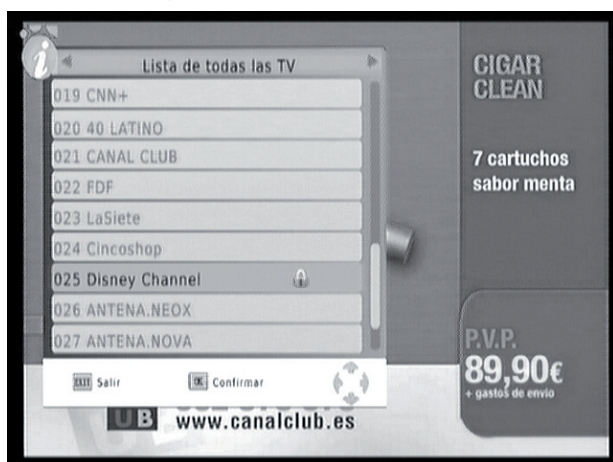 Lista de todas las TV
019 CNN+
020 40 LATINO
021 CANAL CLUB
022 FDF
023 LaSiete
024 Cincoshop
025 Disney Channel
026 ANTENA.NEOX
027 ANTENA.NOVA
EXIT Salir
OK Confirmar
CIGAR
CLEAN
7 cartuchos
sabor menta
P.V.P.
89,90€
+ gastos de envio
UB
www.canalclub.es